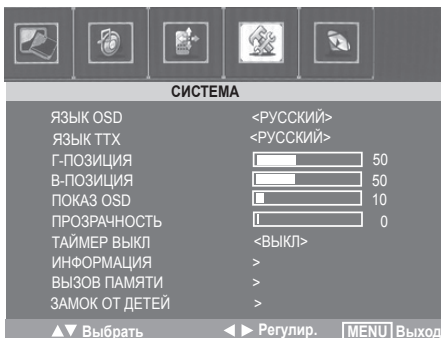 СИСТЕМА
ЯЗЫК OSD <РУССКИЙ>
ЯЗЫК TTX <РУССКИЙ>
Г-ПОЗИЦИЯ 50
В-ПОЗИЦИЯ 50
ПОКАЗ OSD 10
ПРОЗРАЧНОСТЬ 0
ТАЙМЕР ВЫКЛ <ВЫКЛ>
ИНФОРМАЦИЯ >
ВЫЗОВ ПАМЯТИ >
ЗАМОК ОТ ДЕТЕЙ >
▲▼ Выбрать ◀ ▶ Регулир. MENU Выход